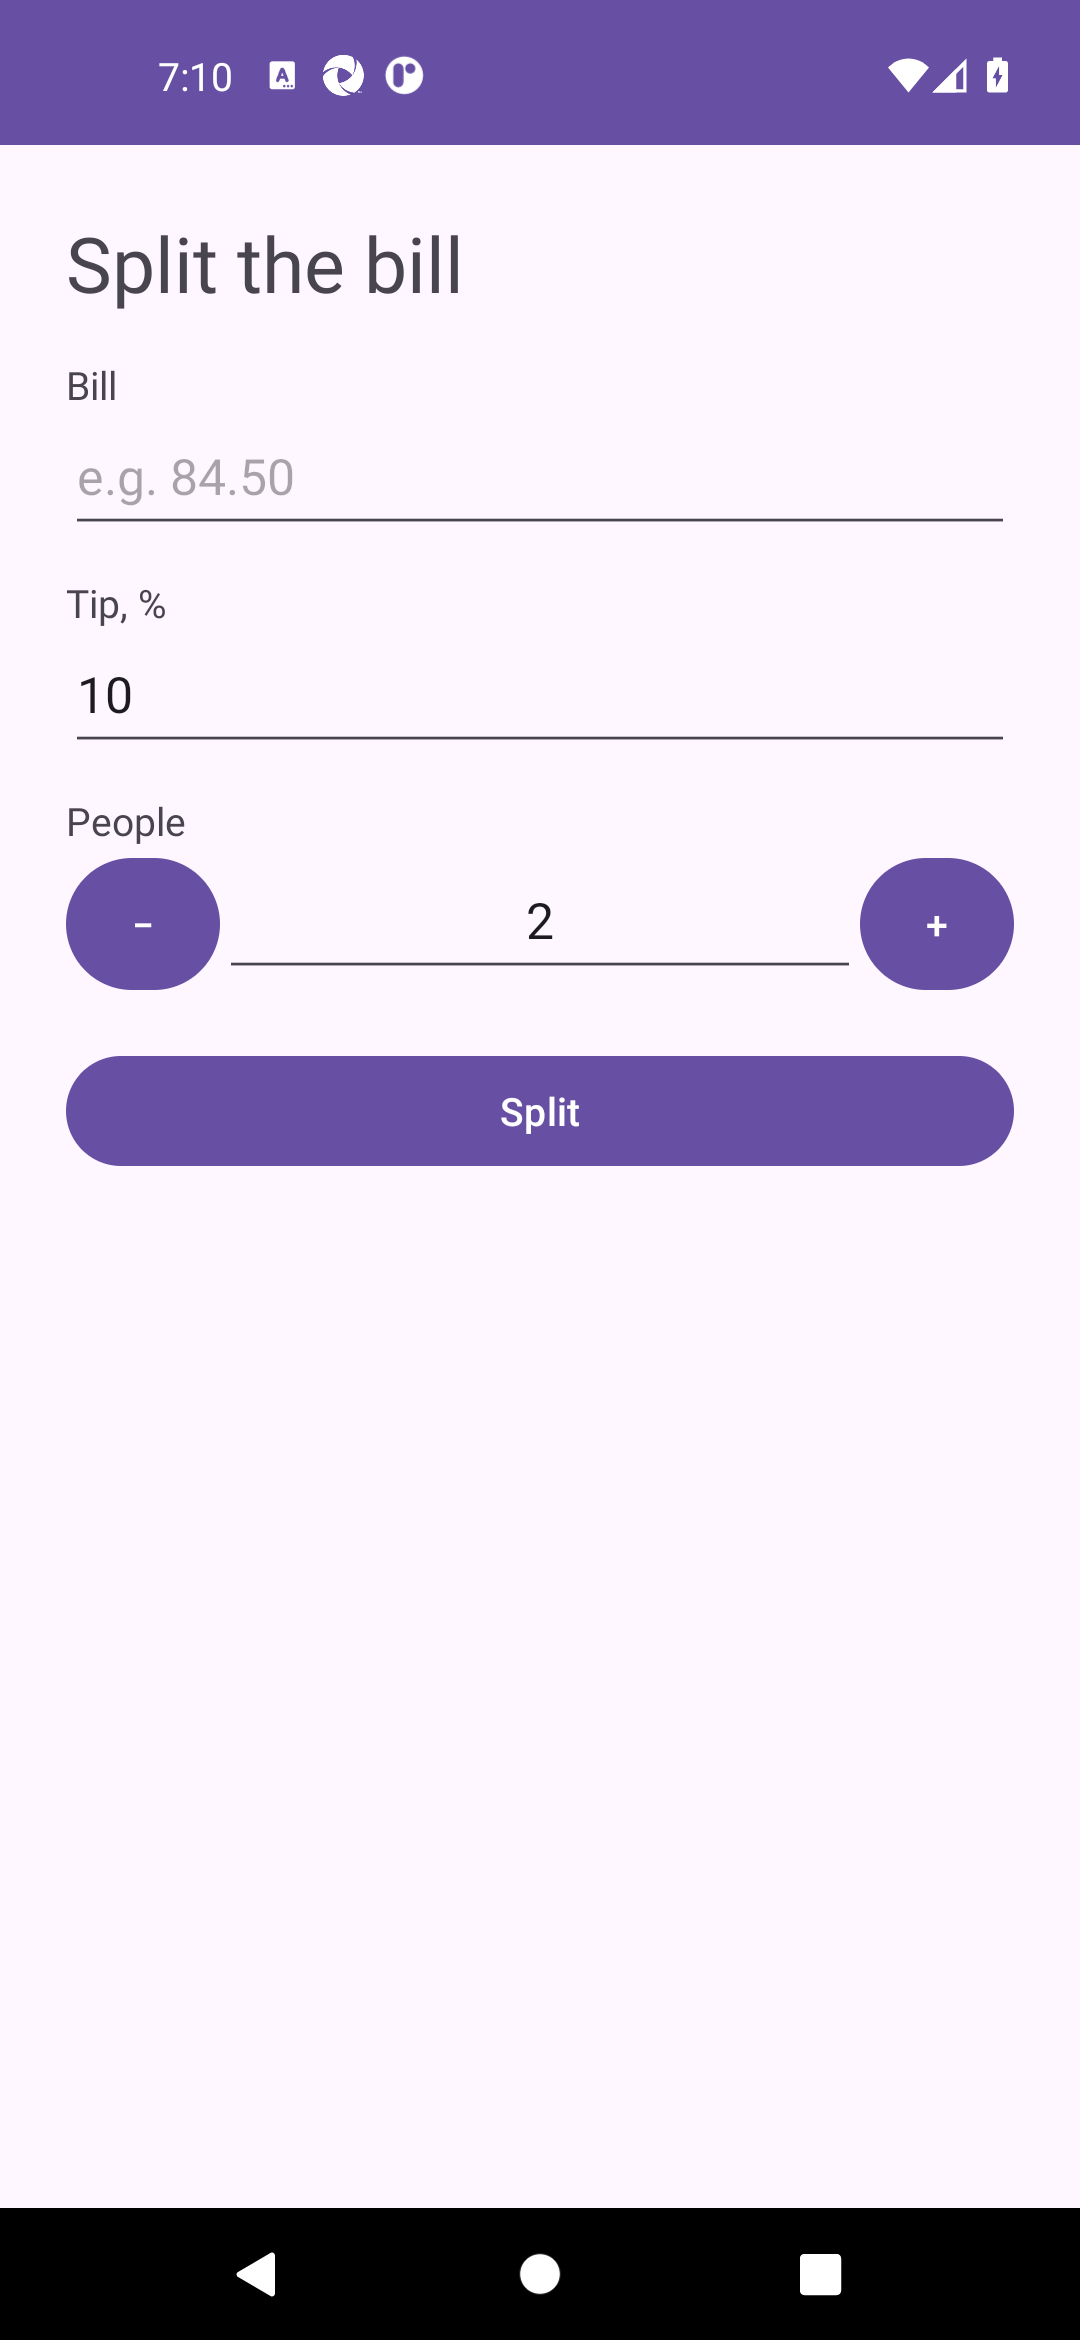 7:10
Split the bill
Bill
e.g. 84.50
Tip, %
10
People
− 2 +
Split